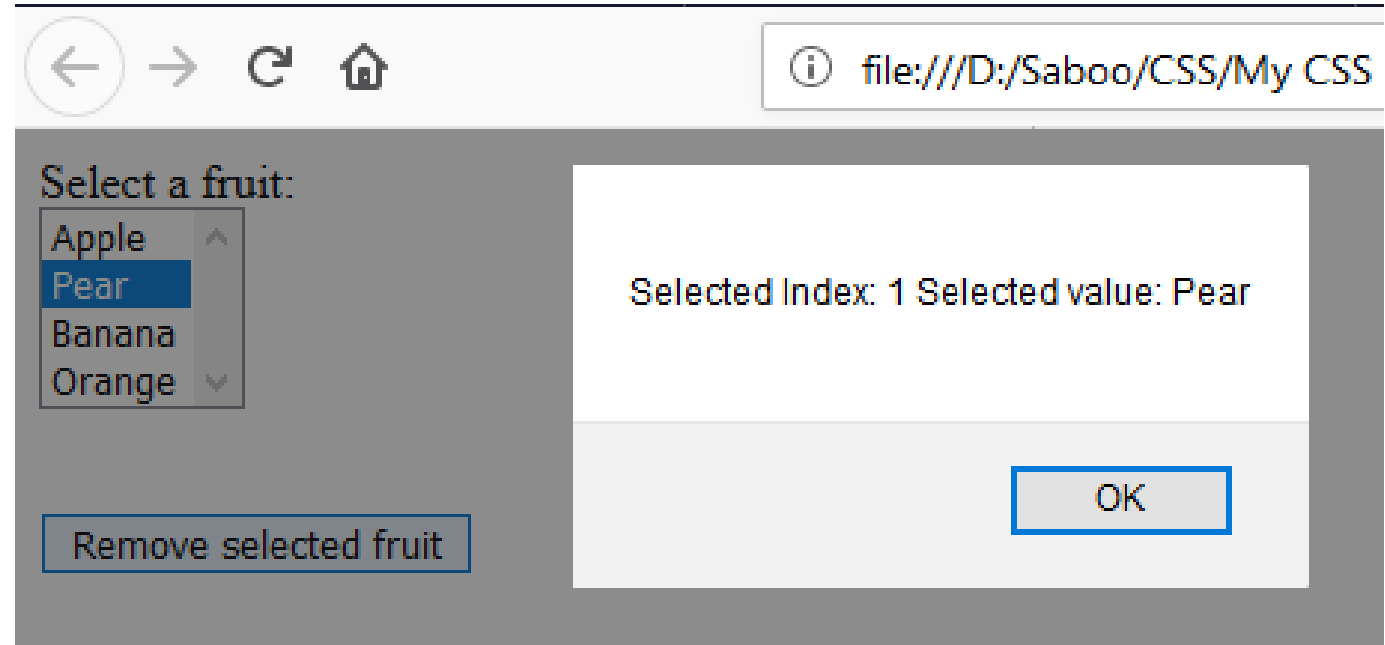 file:///D:/Saboo/CSS/My CSS
Select a fruit:
Apple
Pear
Banana
Orange
Remove selected fruit
Selected Index: 1 Selected value: Pear
OK